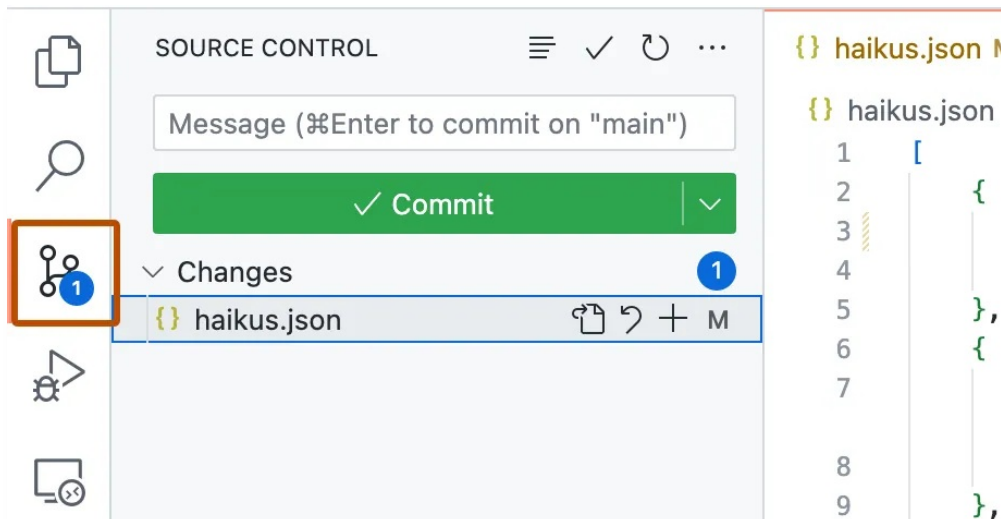 SOURCE CONTROL
Message (⌘Enter to commit on "main")
Commit
Changes 1
haikus.json M
1
{} haikus.json M
{} haikus.json
1 [
2 {
3
4
5 },
6 {
7
8
9 },